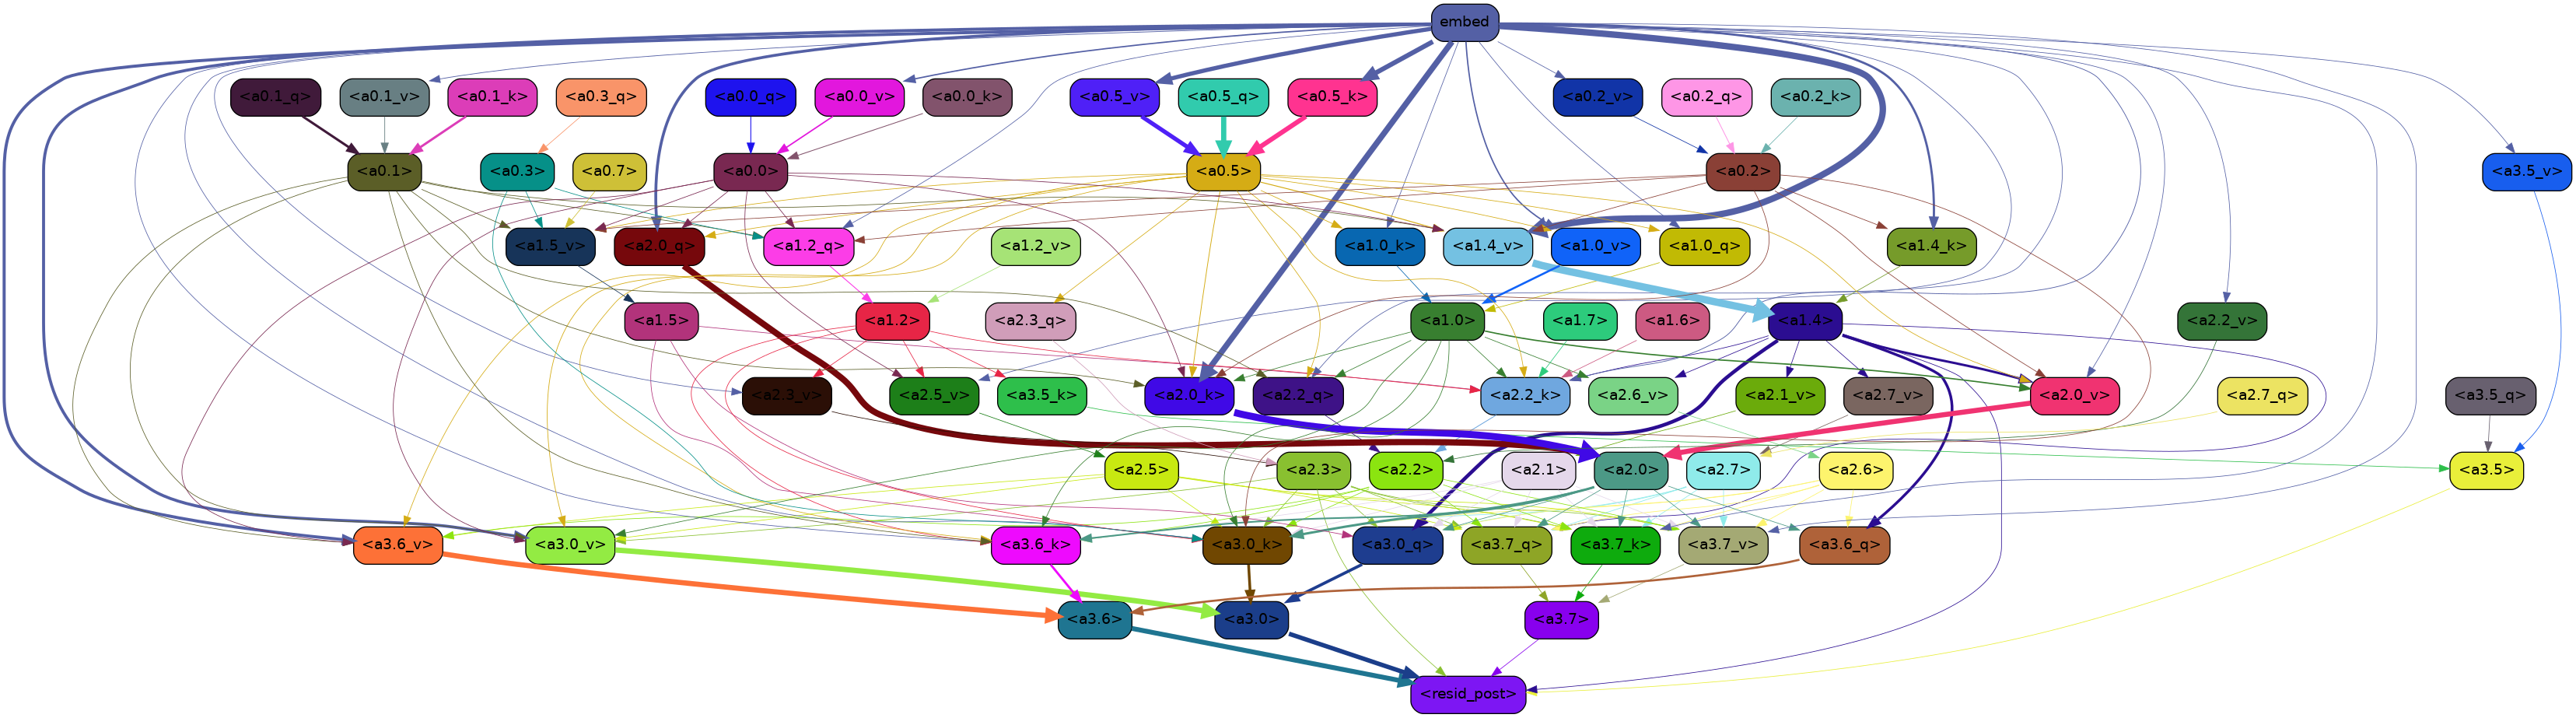 embed
<a0.1_q> <a0.1_v> <a0.1_k> <a0.3_q> <a0.0_q> <a0.0_v> <a0.0_k> <a0.5_v> <a0.5_q> <a0.5_k> <a0.2_v> <a0.2_q> <a0.2_k>
<a0.1> <a0.3> <a0.7> <a0.0> <a0.5> <a0.2> <a3.5_v>
<a1.5_v> <a2.0_q> <a1.2_q> <a1.2_v> <a1.0_k> <a1.4_v> <a1.0_v> <a1.0_q> <a1.4_k>
<a1.5> <a1.2> <a2.3_q> <a1.0> <a1.7> <a1.6> <a1.4> <a2.2_v>
<a2.3_v> <a2.5_v> <a3.5_k> <a2.0_k> <a2.2_q> <a2.2_k> <a2.6_v> <a2.1_v> <a2.7_v> <a2.0_v> <a2.7_q> <a3.5_q>
<a2.5> <a2.3> <a2.2> <a2.1> <a2.0> <a2.7> <a2.6> <a3.5>
<a3.6_v> <a3.0_v> <a3.6_k> <a3.0_k> <a3.0_q> <a3.7_q> <a3.7_k> <a3.7_v> <a3.6_q>
<a3.6> <a3.0> <a3.7>
<resid_post>